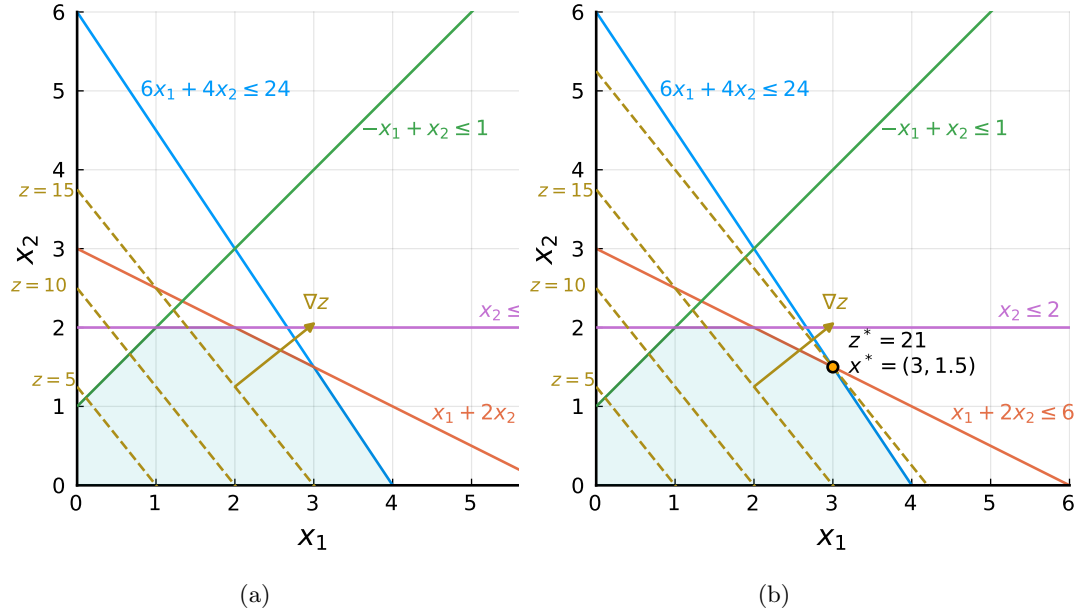 6
5
4
3
2
1
0
0
1
2
3
4
5
x₂
x₁
6x₁ + 4x₂ ≤ 24
−x₁ + x₂ ≤ 1
z = 15
z = 10
z = 5
∇z
x₂ ≤
x₁ + 2x₂
(a)
6
5
4
3
2
1
0
0
1
2
3
4
5
6
x₂
x₁
6x₁ + 4x₂ ≤ 24
−x₁ + x₂ ≤ 1
z = 15
z = 10
z = 5
∇z
x₂ ≤ 2
z* = 21
x* = (3, 1.5)
x₁ + 2x₂ ≤ 6
(b)